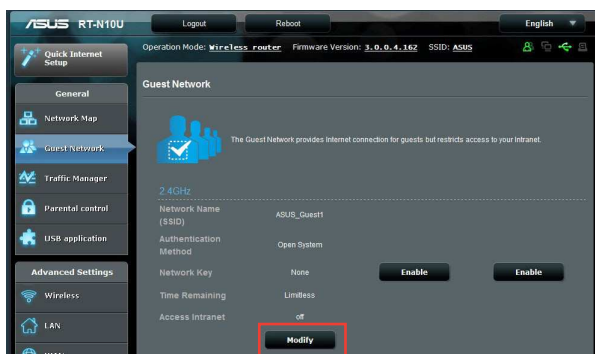 ASUS RT-N10U
Logout
Reboot
English
Quick Internet
Setup
Operation Mode: Wireless router Firmware Version: 3.0.0.4.162 SSID: ASUS
General
Network Map
Guest Network
Traffic Manager
Parental control
USB application
Advanced Settings
Wireless
LAN
Guest Network
The Guest Network provides Internet connection for guests but restricts access to your Intranet.
2.4GHz
Network Name
(SSID)
ASUS_Guest1
Authentication
Method
Open System
Network Key
None
Enable
Enable
Time Remaining
Limitless
Access Intranet
off
Modify